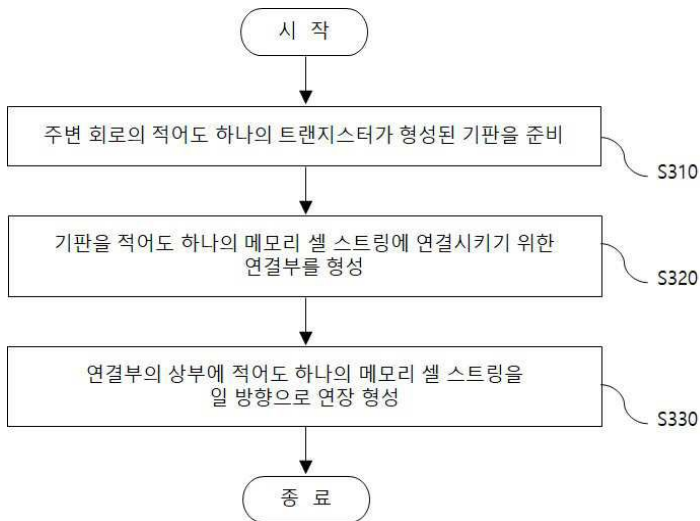 시 작
주변 회로의 적어도 하나의 트랜지스터가 형성된 기판을 준비
S310
기판을 적어도 하나의 메모리 셀 스트링에 연결시키기 위한
연결부를 형성
S320
연결부의 상부에 적어도 하나의 메모리 셀 스트링을
일 방향으로 연장 형성
S330
종 료